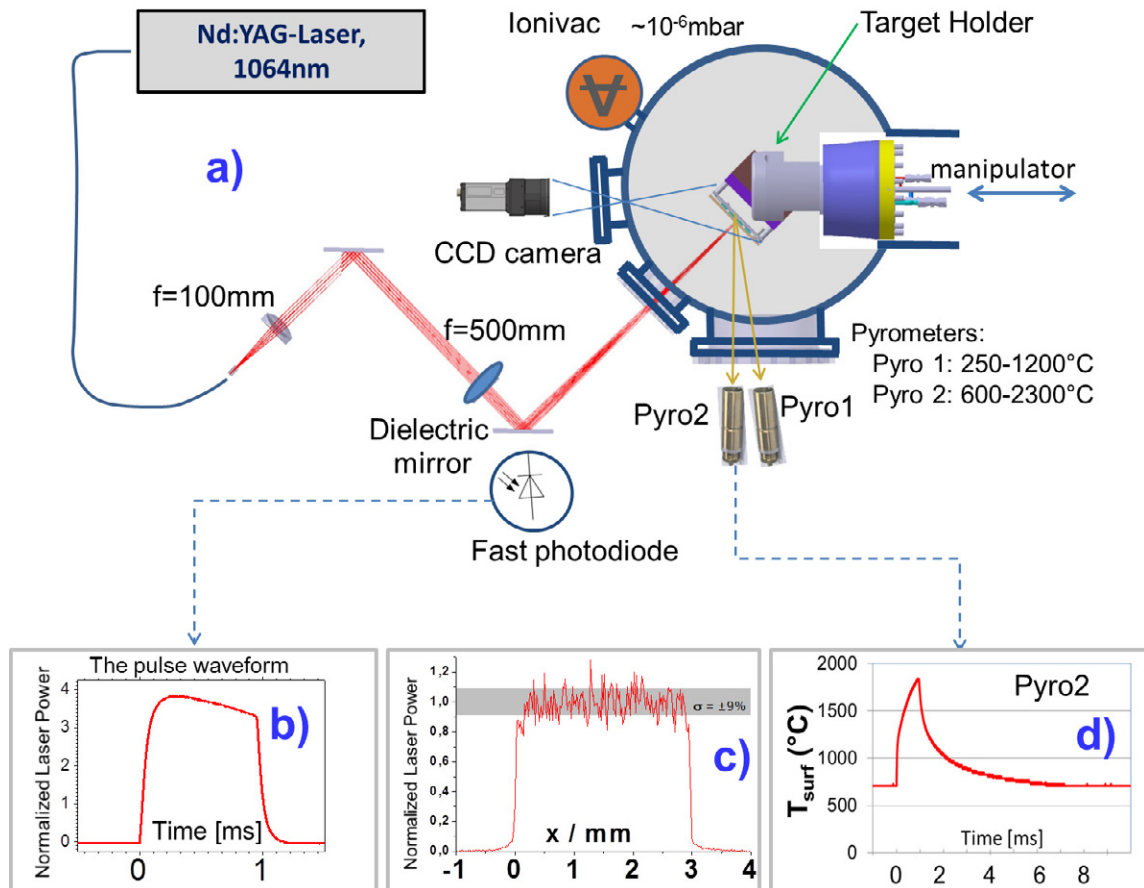 Nd:YAG-Laser,
1064nm
Ionivac ~10⁻⁶mbar
Target Holder
∀
a)
manipulator
CCD camera
f=100mm
f=500mm
Pyrometers:
Pyro 1: 250-1200°C
Pyro 2: 600-2300°C
Pyro2 Pyro1
Dielectric
mirror
Fast photodiode
The pulse waveform
Normalized Laser Power
4
3
2
1
0
b)
Time [ms]
0 1
Normalized Laser Power
1,2
1,0
0,8
0,6
0,4
0,2
0,0
σ = ±9%
c)
x / mm
-1 0 1 2 3 4
Tsurf (°C)
2000
1500
1000
500
0
Pyro2
d)
Time [ms]
0 2 4 6 8